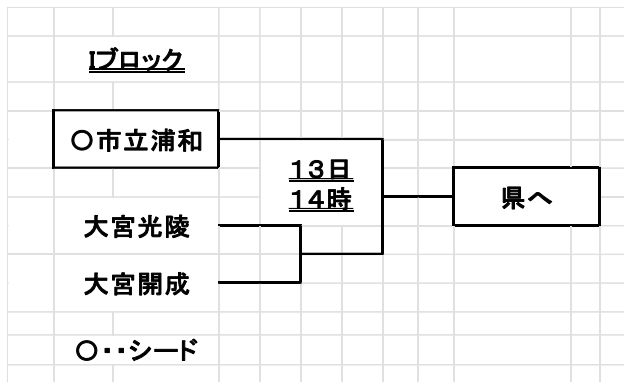 Iブロック
〇市立浦和
13日
14時
県へ
大宮光陵
大宮開成
〇・・シード